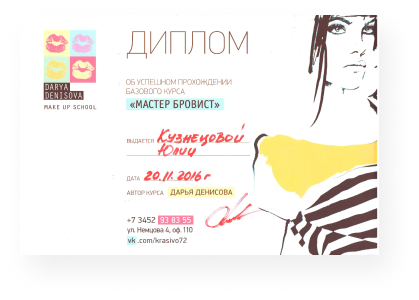 DARYA
DENISOVA
MAKE UP SCHOOL
ДИПЛОМ
ОБ УСПЕШНОМ ПРОХОЖДЕНИИ
БАЗОВОГО КУРСА
«МАСТЕР БРОВИСТ»
ВЫДАЕТСЯ Кузнецовой
Юлии
ДАТА 20.11.2016 г
АВТОР КУРСА ДАРЬЯ ДЕНИСОВА
+7 3452 93 83 55
ул. Немцова 4, оф. 110
vk .com/krasivo72